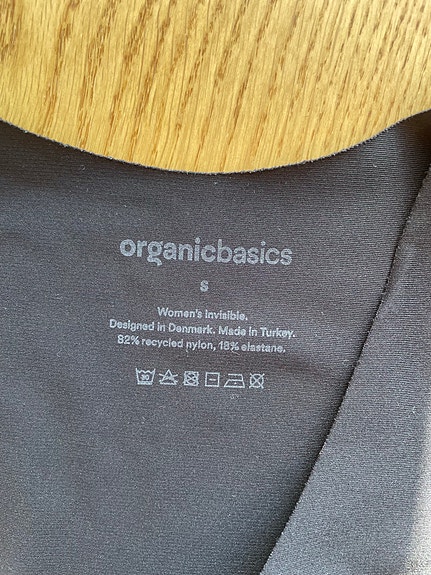 organicbasics
S
Women's Invisible.
Designed in Denmark. Made in Turkey.
82% recycled nylon, 18% elastane.
30